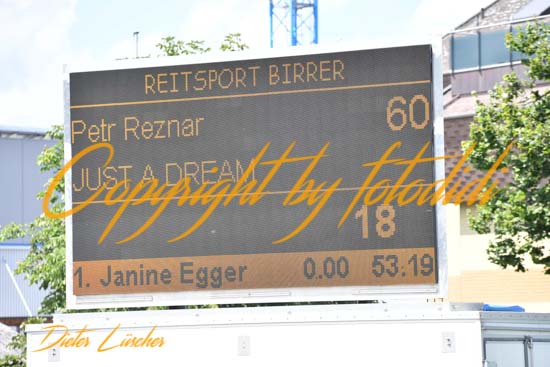 REITSPORT BIRRER
Petr Reznar 60
JUST A DREAM
Copyright by fotodidi
18
1. Janine Egger 0.00 53.19
Dieter Lüscher